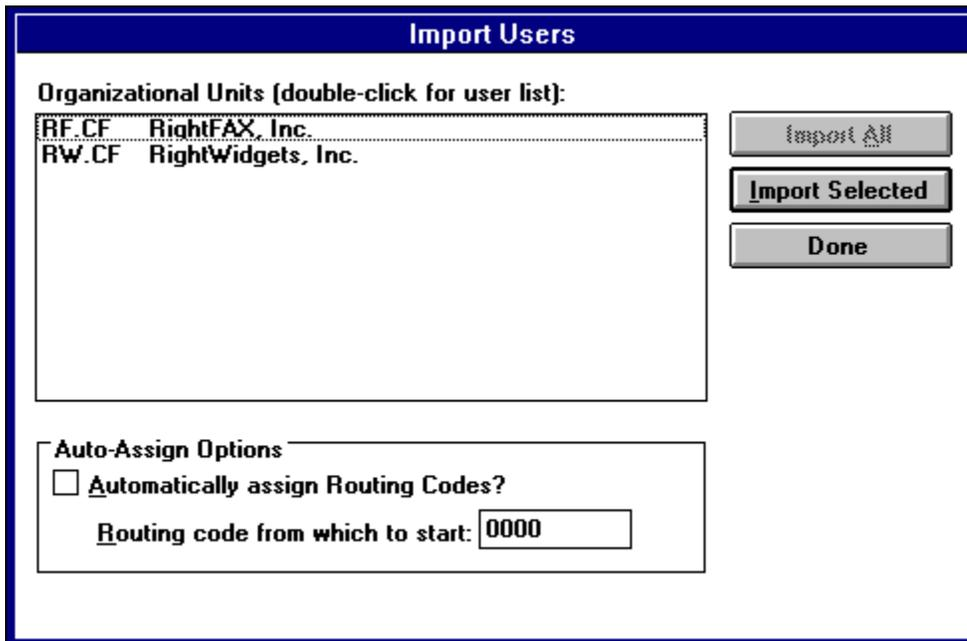 Import Users
Organizational Units (double-click for user list):
RF.CF RightFAX, Inc.
RW.CF RightWidgets, Inc.
Import All
Import Selected
Done
Auto-Assign Options
Automatically assign Routing Codes?
Routing code from which to start: 0000